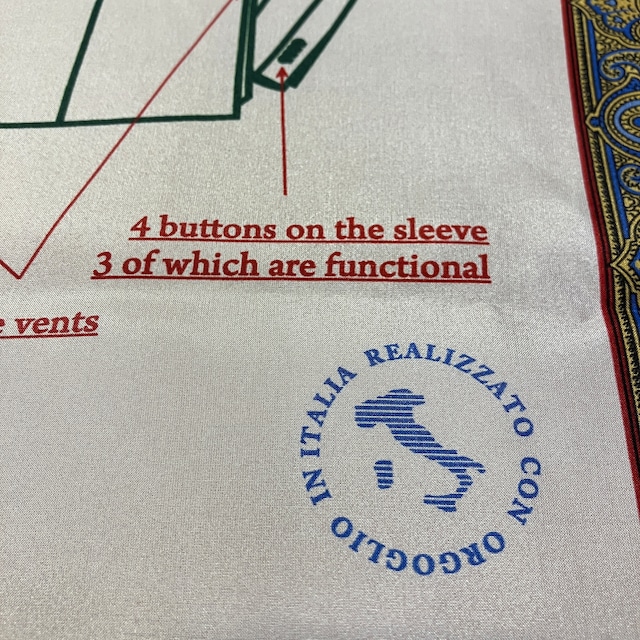 4 buttons on the sleeve
3 of which are functional
vents
REALIZZATO CON ORGOGLIO IN ITALIA